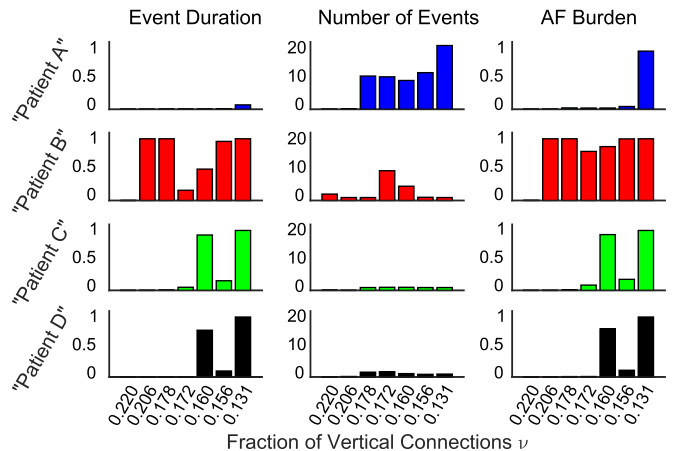 Event Duration Number of Events AF Burden
"Patient A"
1 0.5 0 20 10 0 1 0.5 0
"Patient B"
1 0.5 0 20 10 0 1 0.5 0
"Patient C"
1 0.5 0 20 10 0 1 0.5 0
"Patient D"
1 0.5 0 20 10 0 1 0.5 0
0.220 0.206 0.178 0.172 0.160 0.156 0.131 0.220 0.206 0.178 0.172 0.160 0.156 0.131 0.220 0.206 0.178 0.172 0.160 0.156 0.131
Fraction of Vertical Connections ν